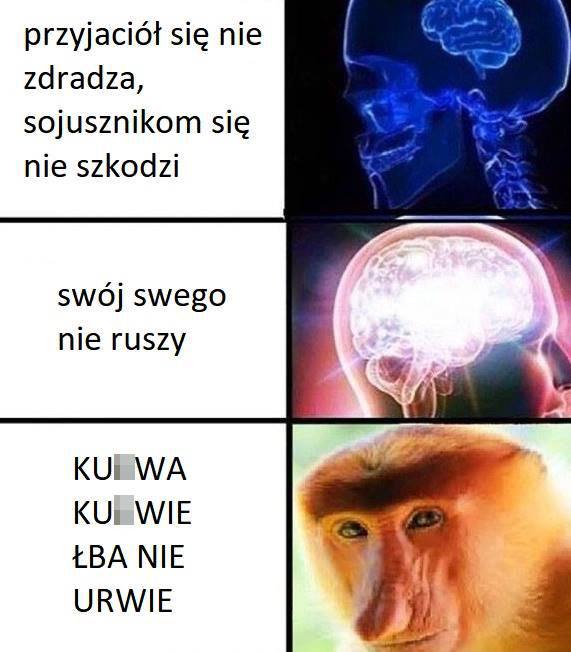 przyjaciół się nie
zdradza,
sojusznikom się
nie szkodzi
swój swego
nie ruszy
KU▒WA
KU▒WIE
ŁBA NIE
URWIE